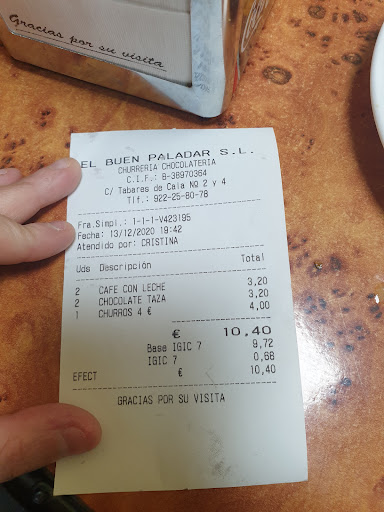 Gracias por su visita
EL BUEN PALADAR S.L.
CHURRERIA CHOCOLATERIA
C.I.F.: B-38970364
C/ Tabares de Cala Nº 2 y 4
Tlf.: 922-25-80-78
Fra.Simpl.: 1-1-1-V423195
Fecha: 13/12/2020 19:42
Atendido por: CRISTINA
Uds Descripción Total
2 CAFE CON LECHE 3,20
2 CHOCOLATE TAZA 3,20
1 CHURROS 4 € 4,00
€ 10,40
Base IGIC 7 9,72
IGIC 7 0,68
EFECT € 10,40
GRACIAS POR SU VISITA